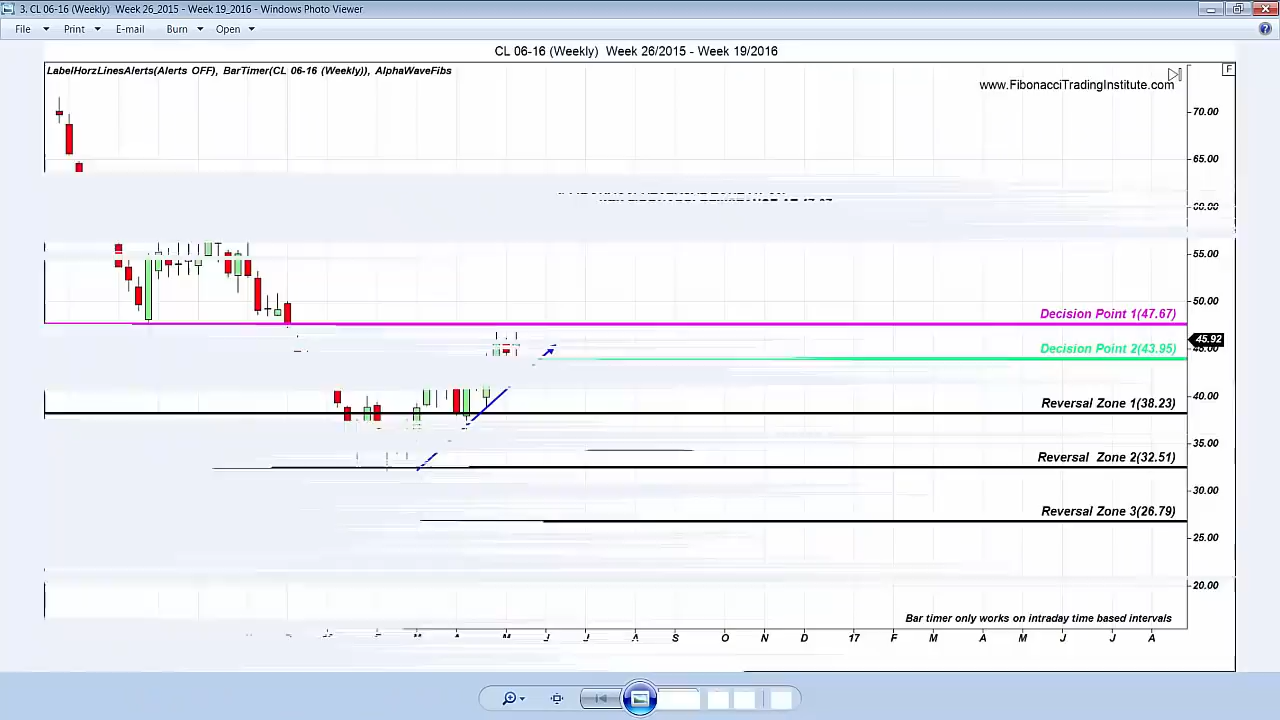 3. CL 06-16 (Weekly) Week 26_2015 - Week 19_2016 - Windows Photo Viewer
File Print E-mail Burn Open
CL 06-16 (Weekly) Week 26/2015 - Week 19/2016
LabelHorzLinesAlerts(Alerts OFF), BarTimer(CL 06-16 (Weekly)), AlphaWaveFibs
F
www.FibonacciTradingInstitute.com
70.00
65.00
60.00
55.00
50.00
Decision Point 1(47.67)
45.92
45.00
Decision Point 2(43.95)
40.00
Reversal Zone 1(38.23)
35.00
Reversal Zone 2(32.51)
30.00
Reversal Zone 3(26.79)
25.00
20.00
Bar timer only works on intraday time based intervals
M J J A S O N D 17 F M A M J J A